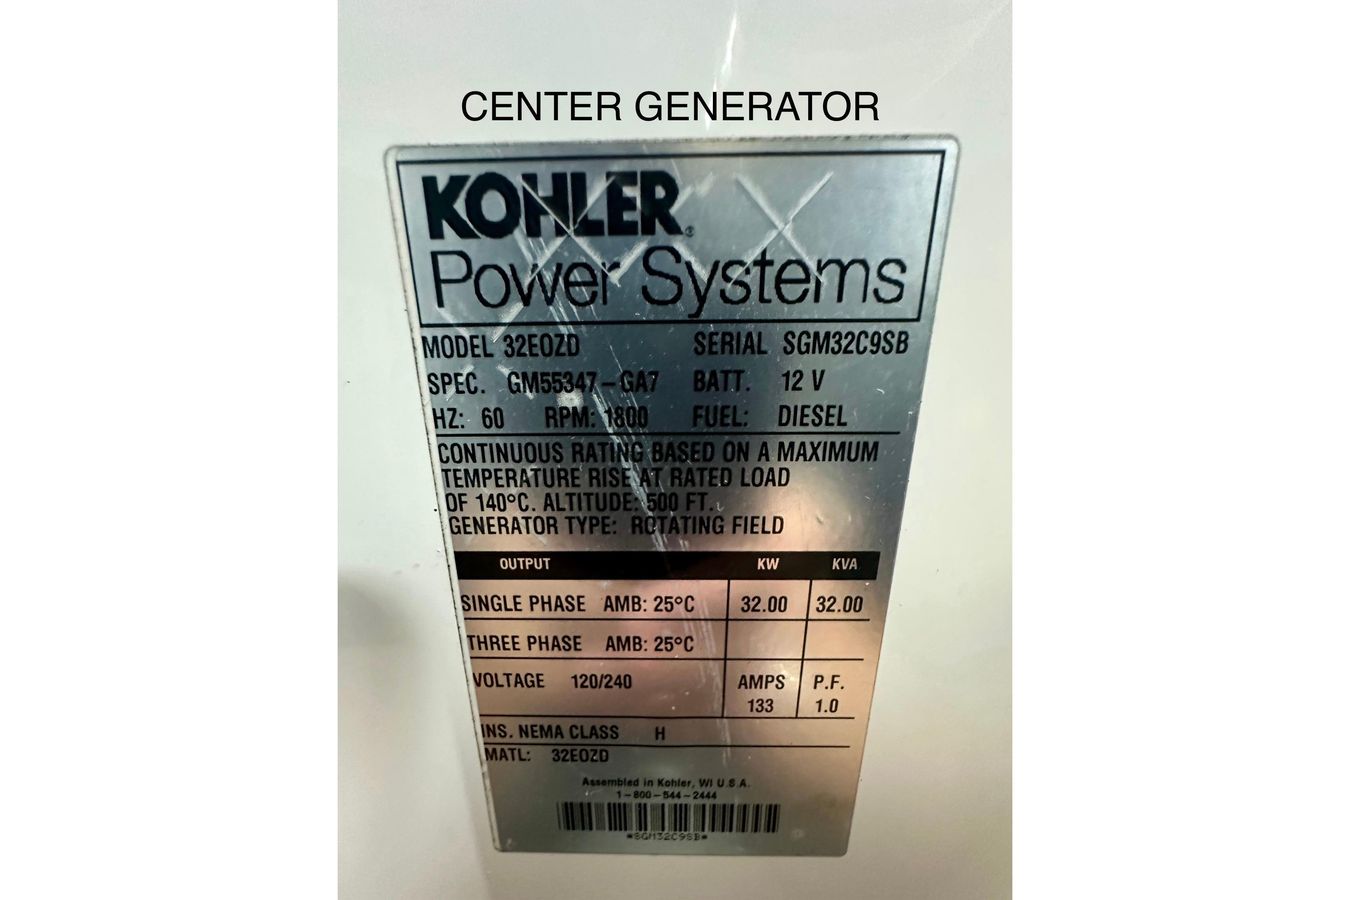 CENTER GENERATOR
KOHLER®
Power Systems
MODEL 32EOZD SERIAL SGM32C9SB
SPEC. GM55347-GA7 BATT. 12 V
HZ: 60 RPM: 1800 FUEL: DIESEL
CONTINUOUS RATING BASED ON A MAXIMUM
TEMPERATURE RISE AT RATED LOAD
OF 140°C. ALTITUDE: 500 FT.
GENERATOR TYPE: ROTATING FIELD
OUTPUT KW KVA
SINGLE PHASE AMB: 25°C 32.00 32.00
THREE PHASE AMB: 25°C
VOLTAGE 120/240 AMPS P.F.
133 1.0
INS. NEMA CLASS H
MATL: 32EOZD
Assembled in Kohler, WI U.S.A.
1-800-544-2444
*SGM32C9SB*